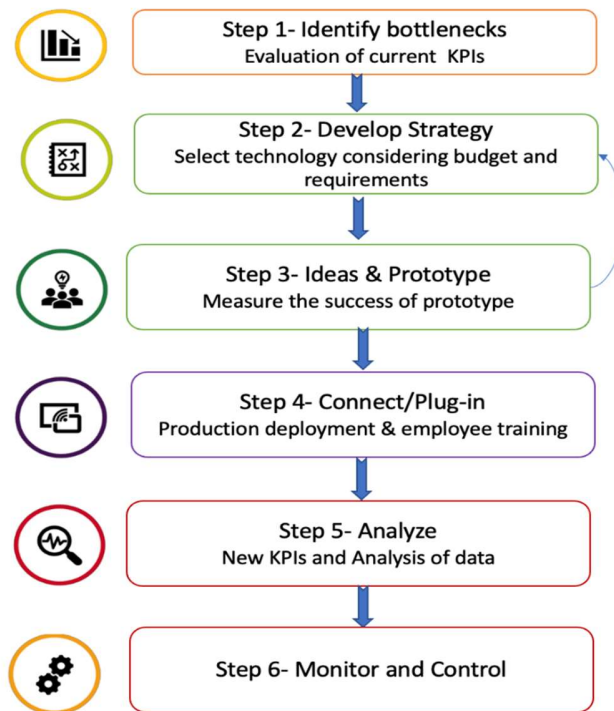 Step 1- Identify bottlenecks
Evaluation of current KPIs
Step 2- Develop Strategy
Select technology considering budget and
requirements
Step 3- Ideas & Prototype
Measure the success of prototype
Step 4- Connect/Plug-in
Production deployment & employee training
Step 5- Analyze
New KPIs and Analysis of data
Step 6- Monitor and Control